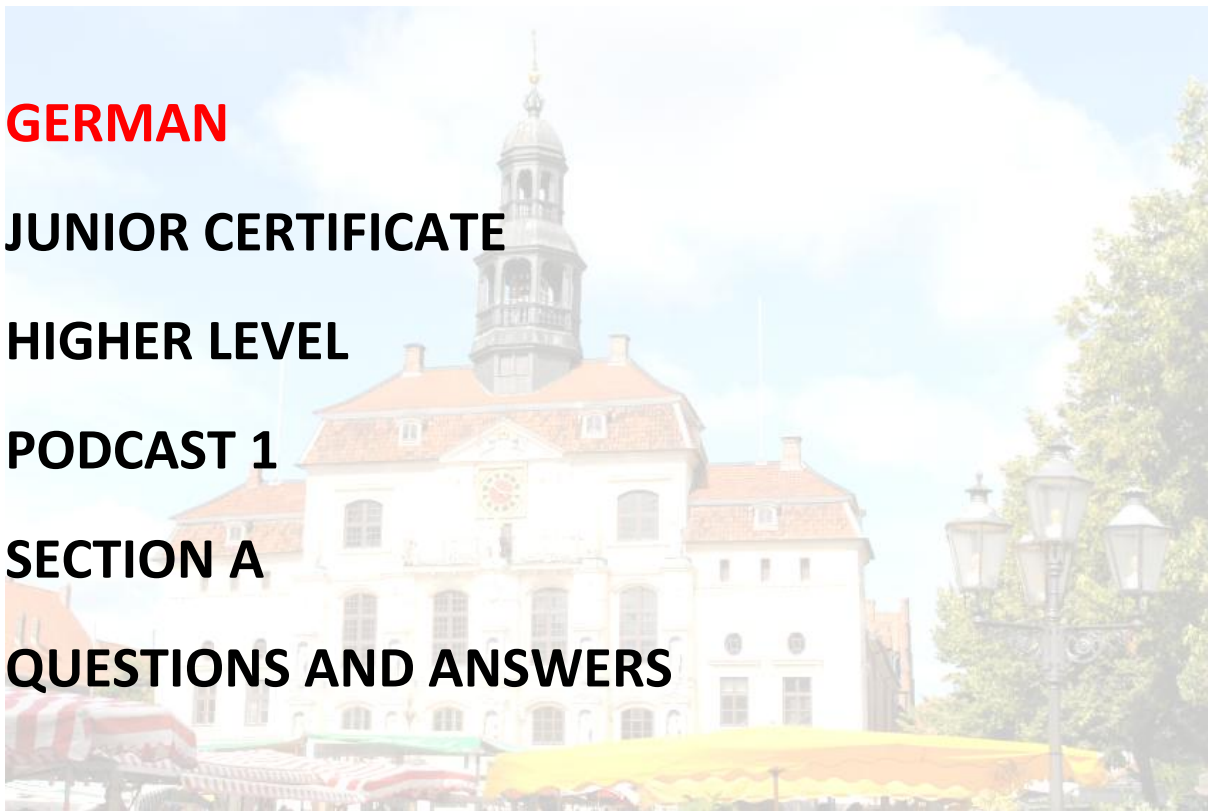 GERMAN
JUNIOR CERTIFICATE
HIGHER LEVEL
PODCAST 1
SECTION A
QUESTIONS AND ANSWERS